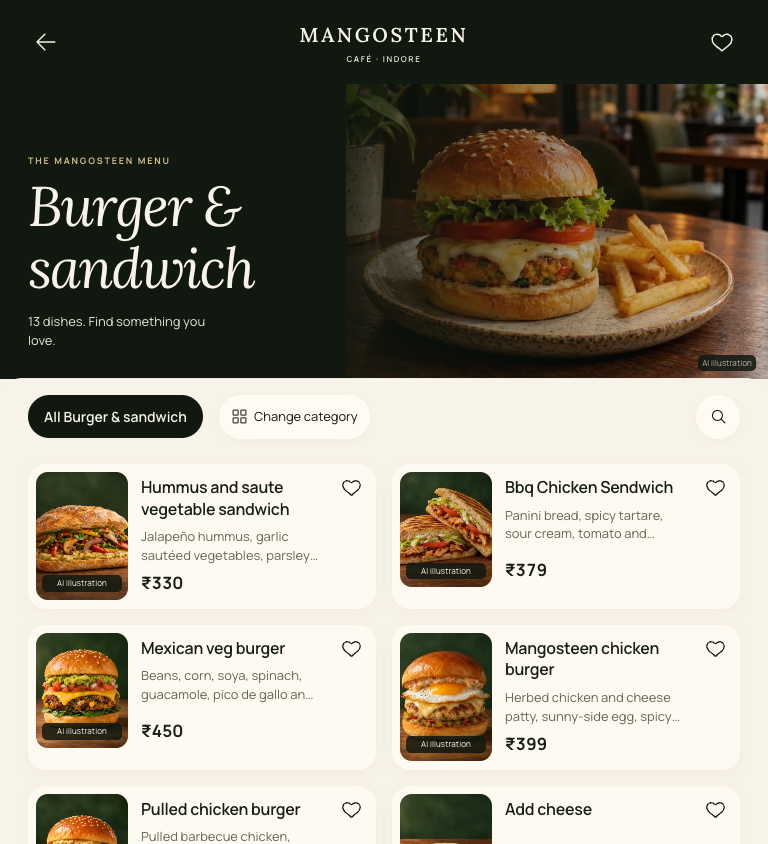 MANGOSTEEN
CAFÉ · INDORE
THE MANGOSTEEN MENU
Burger &
sandwich
13 dishes. Find something you
love.
AI illustration
All Burger & sandwich
Change category
Hummus and saute
vegetable sandwich
Jalapeño hummus, garlic
sautéed vegetables, parsley…
₹330
AI illustration
Bbq Chicken Sendwich
Panini bread, spicy tartare,
sour cream, tomato and…
₹379
AI illustration
Mexican veg burger
Beans, corn, soya, spinach,
guacamole, pico de gallo an…
₹450
AI illustration
Mangosteen chicken
burger
Herbed chicken and cheese
patty, sunny-side egg, spicy…
₹399
AI illustration
Pulled chicken burger
Pulled barbecue chicken,
Add cheese